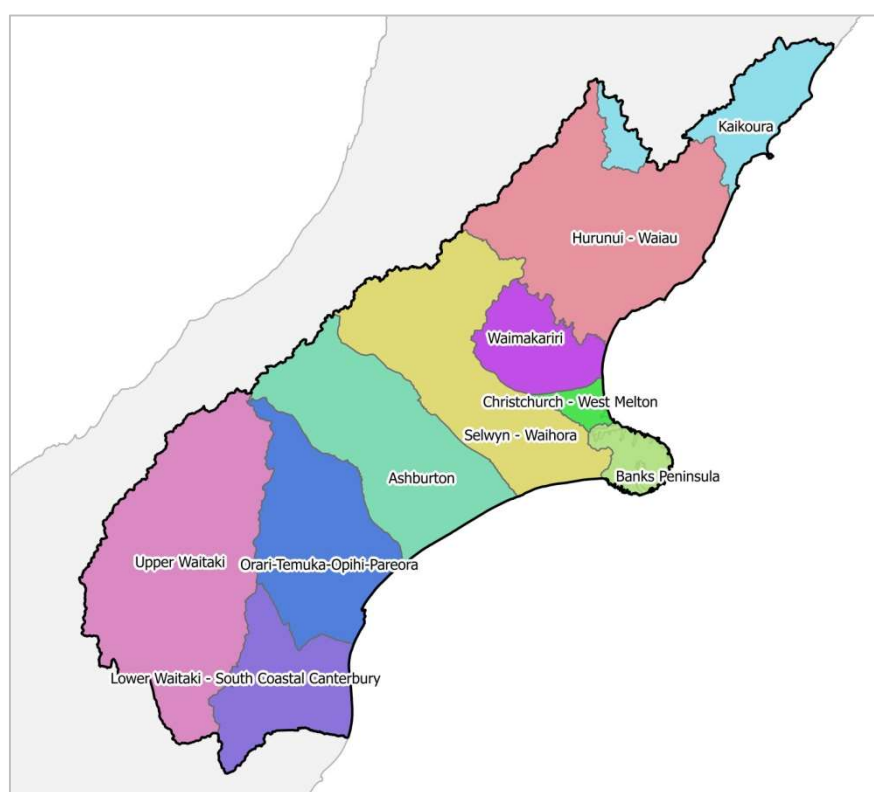 Kaikoura
Hurunui - Waiau
Waimakariri
Christchurch - West Melton
Selwyn - Waihora
Banks Peninsula
Ashburton
Upper Waitaki
Orari-Temuka-Opihi-Pareora
Lower Waitaki - South Coastal Canterbury